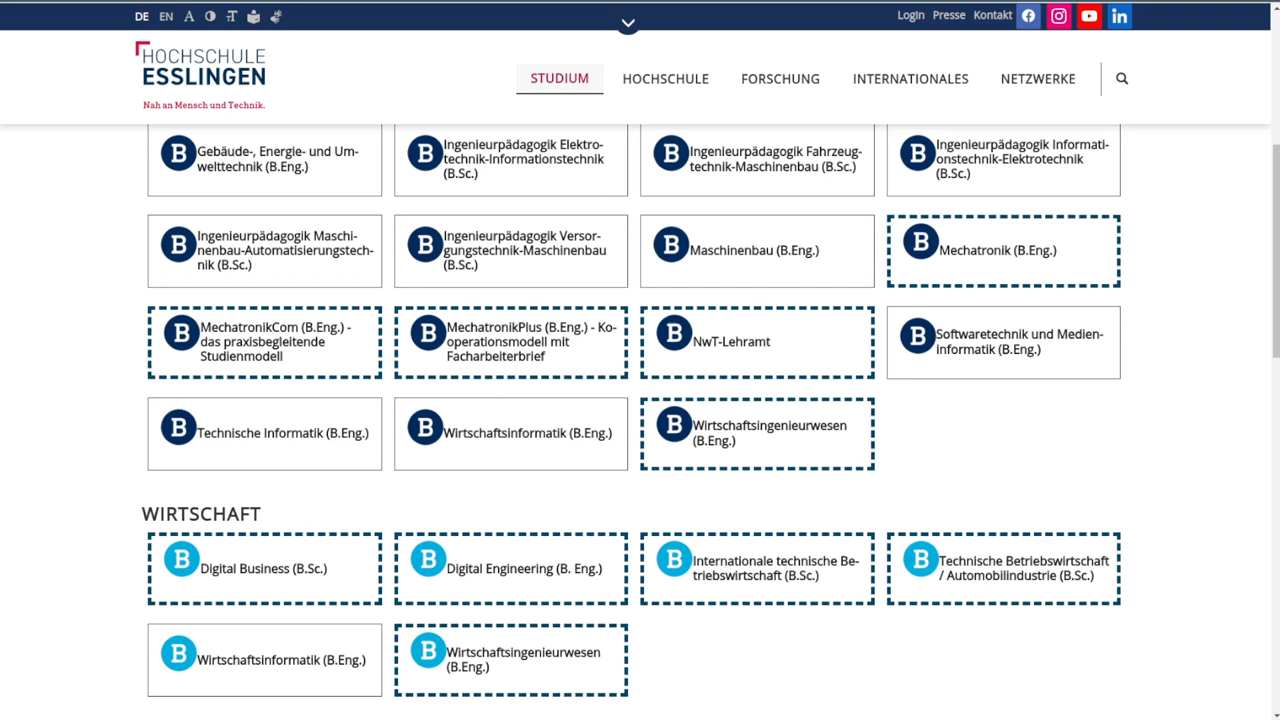 DE EN A T
Login Presse Kontakt
HOCHSCHULE
ESSLINGEN
Nah an Mensch und Technik.
STUDIUM HOCHSCHULE FORSCHUNG INTERNATIONALES NETZWERKE
B Gebäude-, Energie- und Um-
welttechnik (B.Eng.)
B Ingenieurpädagogik Elektro-
technik-Informationstechnik
(B.Sc.)
B Ingenieurpädagogik Fahrzeug-
technik-Maschinenbau (B.Sc.)
B Ingenieurpädagogik Informati-
onstechnik-Elektrotechnik
(B.Sc.)
B Ingenieurpädagogik Maschi-
nenbau-Automatisierungstech-
nik (B.Sc.)
B Ingenieurpädagogik Versor-
gungstechnik-Maschinenbau
(B.Sc.)
B Maschinenbau (B.Eng.)
B Mechatronik (B.Eng.)
B MechatronikCom (B.Eng.) -
das praxisbegleitende
Studienmodell
B MechatronikPlus (B.Eng.) - Ko-
operationsmodell mit
Facharbeiterbrief
B NwT-Lehramt
B Softwaretechnik und Medien-
informatik (B.Eng.)
B Technische Informatik (B.Eng.)
B Wirtschaftsinformatik (B.Eng.)
B Wirtschaftsingenieurwesen
(B.Eng.)
WIRTSCHAFT
B Digital Business (B.Sc.)
B Digital Engineering (B. Eng.)
B Internationale technische Be-
triebswirtschaft (B.Sc.)
B Technische Betriebswirtschaft
/ Automobilindustrie (B.Sc.)
B Wirtschaftsinformatik (B.Eng.)
B Wirtschaftsingenieurwesen
(B.Eng.)